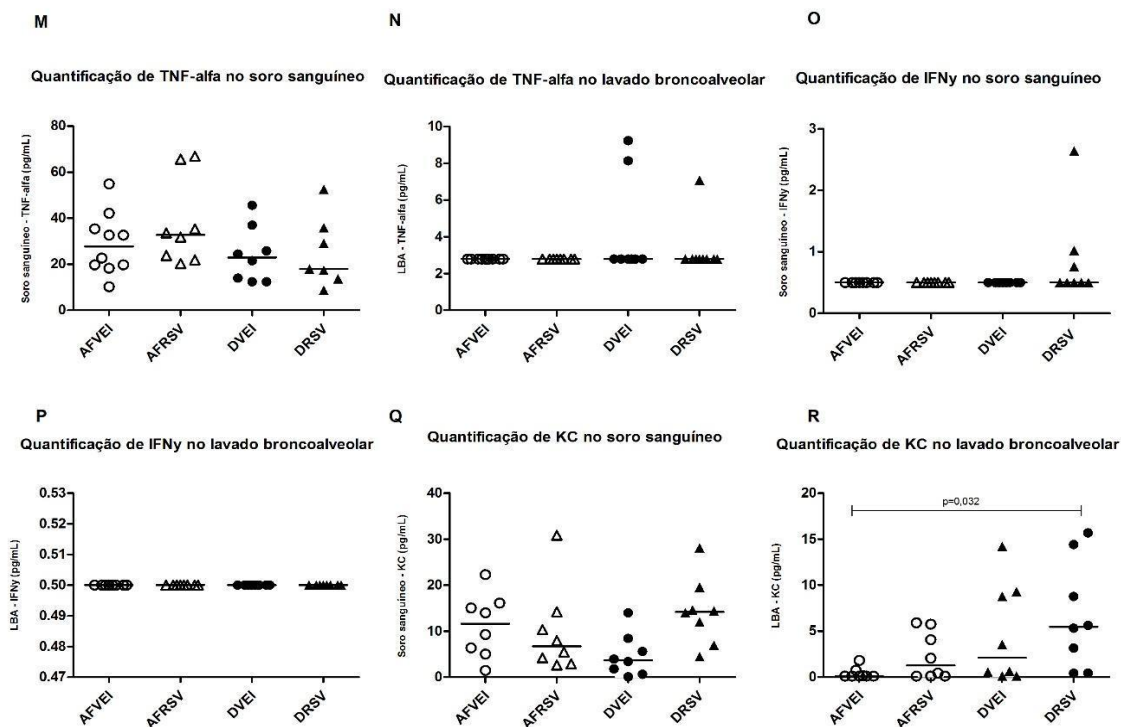 M
Quantificação de TNF-alfa no soro sanguíneo
Soro sanguíneo - TNF-alfa (pg/mL)
80
60
40
20
0
AFVEI
AFRSV
DVEI
DRSV
N
Quantificação de TNF-alfa no lavado broncoalveolar
LBA - TNF-alfa (pg/mL)
10
8
6
4
2
0
AFVEI
AFRSV
DVEI
DRSV
O
Quantificação de IFNy no soro sanguíneo
Soro sanguíneo - IFNy (pg/mL)
3
2
1
0
AFVEI
AFRSV
DVEI
DRSV
P
Quantificação de IFNy no lavado broncoalveolar
LBA - IFNy (pg/mL)
0.53
0.52
0.51
0.50
0.49
0.48
0.47
AFVEI
AFRSV
DVEI
DRSV
Q
Quantificação de KC no soro sanguíneo
Soro sanguíneo - KC (pg/mL)
40
30
20
10
0
AFVEI
AFRSV
DVEI
DRSV
R
Quantificação de KC no lavado broncoalveolar
LBA - KC (pg/mL)
20
15
10
5
0
p=0,032
AFVEI
AFRSV
DVEI
DRSV